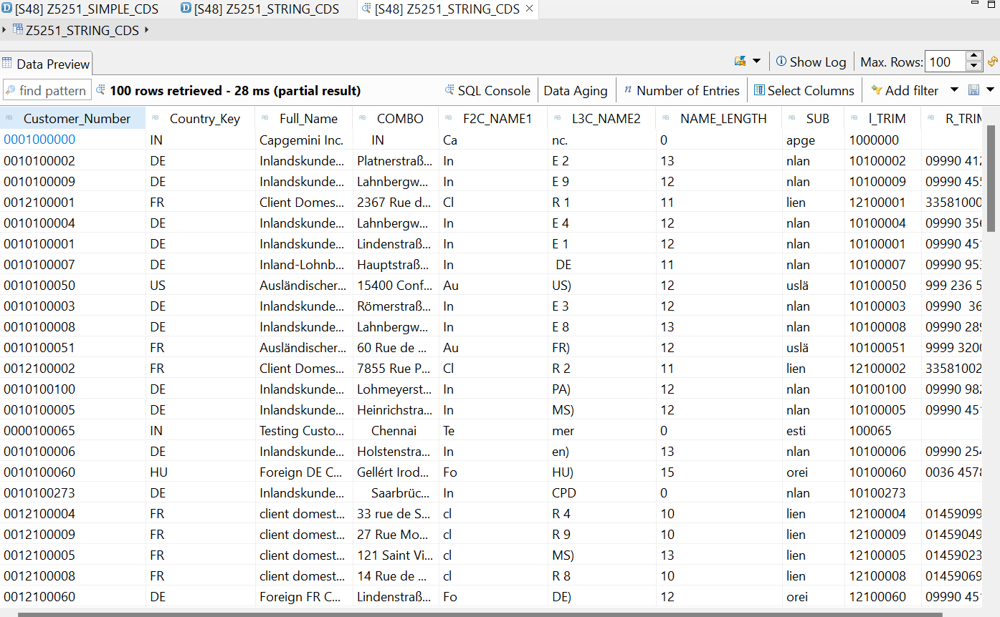 [S48] Z5251_SIMPLE_CDS [S48] Z5251_STRING_CDS [S48] Z5251_STRING_CDS
Z5251_STRING_CDS
Data Preview Show Log Max. Rows: 100
find pattern 100 rows retrieved - 28 ms (partial result) SQL Console Data Aging Number of Entries Select Columns Add filter
Customer_Number Country_Key Full_Name COMBO F2C_NAME1 L3C_NAME2 NAME_LENGTH SUB l_TRIM R_TRIM
0001000000 IN Capgemini Inc. IN Ca nc. 0 apge 1000000
0010100002 DE Inlandskunde... Platnerstraß... In E 2 13 nlan 10100002 09990 412
0010100009 DE Inlandskunde... Lahnbergw... In E 9 12 nlan 10100009 09990 455
0012100001 FR Client Domes... 2367 Rue d... Cl R 1 11 lien 12100001 33581000
0010100004 DE Inlandskunde... Lahnbergw... In E 4 12 nlan 10100004 09990 356
0010100001 DE Inlandskunde... Lindenstraß... In E 1 12 nlan 10100001 09990 451
0010100007 DE Inland-Lohnb... Hauptstraß... In DE 11 nlan 10100007 09990 953
0010100050 US Ausländischer... 15400 Conf... Au US) 12 uslä 10100050 999 236 5
0010100003 DE Inlandskunde... Römerstraß... In E 3 12 nlan 10100003 09990 36
0010100008 DE Inlandskunde... Lahnbergw... In E 8 13 nlan 10100008 09990 289
0010100051 FR Ausländischer... 60 Rue de ... Au FR) 12 uslä 10100051 9999 3200
0012100002 FR Client Domes... 7855 Rue P... Cl R 2 11 lien 12100002 33581002
0010100100 DE Inlandskunde... Lohmeyerst... In PA) 12 nlan 10100100 09990 982
0010100005 DE Inlandskunde... Heinrichstra... In MS) 12 nlan 10100005 09990 451
0000100065 IN Testing Custo... Chennai Te mer 0 esti 100065
0010100006 DE Inlandskunde... Holstenstra... In en) 13 nlan 10100006 09990 254
0010100060 HU Foreign DE C... Gellért Irod... Fo HU) 15 orei 10100060 0036 4578
0010100273 DE Inlandskunde... Saarbrüc... In CPD 0 nlan 10100273
0012100004 FR client domest... 33 rue de S... cl R 4 10 lien 12100004 01459099
0012100009 FR client domest... 27 Rue Mo... cl R 9 10 lien 12100009 01459049
0012100005 FR client domest... 121 Saint Vi... cl MS) 13 lien 12100005 01459023
0012100008 FR client domest... 14 Rue de ... cl R 8 10 lien 12100008 01459069
0012100060 DE Foreign FR C... Lindenstraß... Fo DE) 12 orei 12100060 09990 451